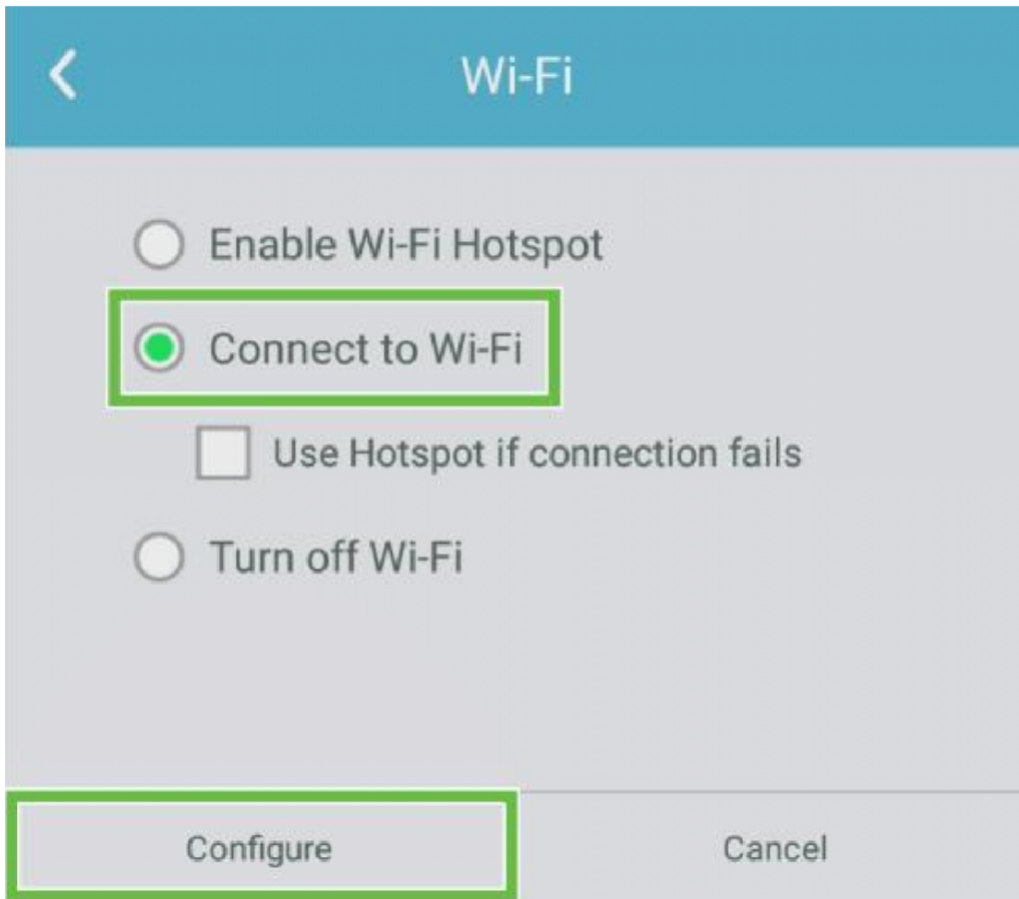 Wi-Fi
Enable Wi-Fi Hotspot
Connect to Wi-Fi
Use Hotspot if connection fails
Turn off Wi-Fi
Configure
Cancel